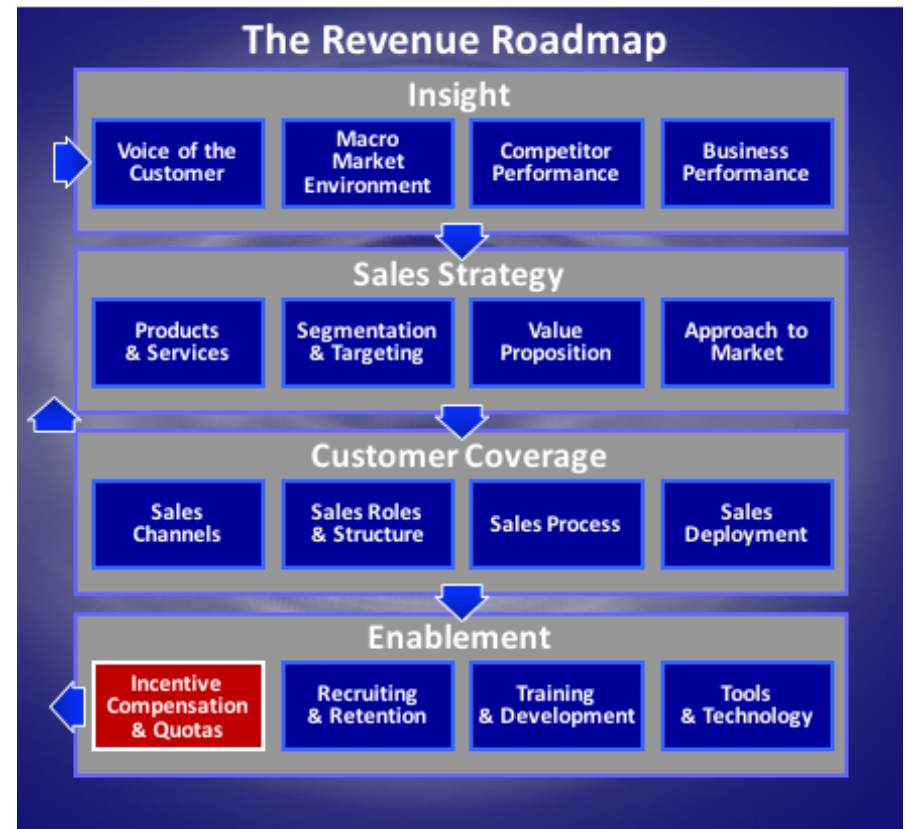 The Revenue Roadmap
Insight
Voice of the
Customer
Macro
Market
Environment
Competitor
Performance
Business
Performance
Sales Strategy
Products
& Services
Segmentation
& Targeting
Value
Proposition
Approach to
Market
Customer Coverage
Sales
Channels
Sales Roles
& Structure
Sales Process
Sales
Deployment
Enablement
Incentive
Compensation
& Quotas
Recruiting
& Retention
Training
& Development
Tools
& Technology